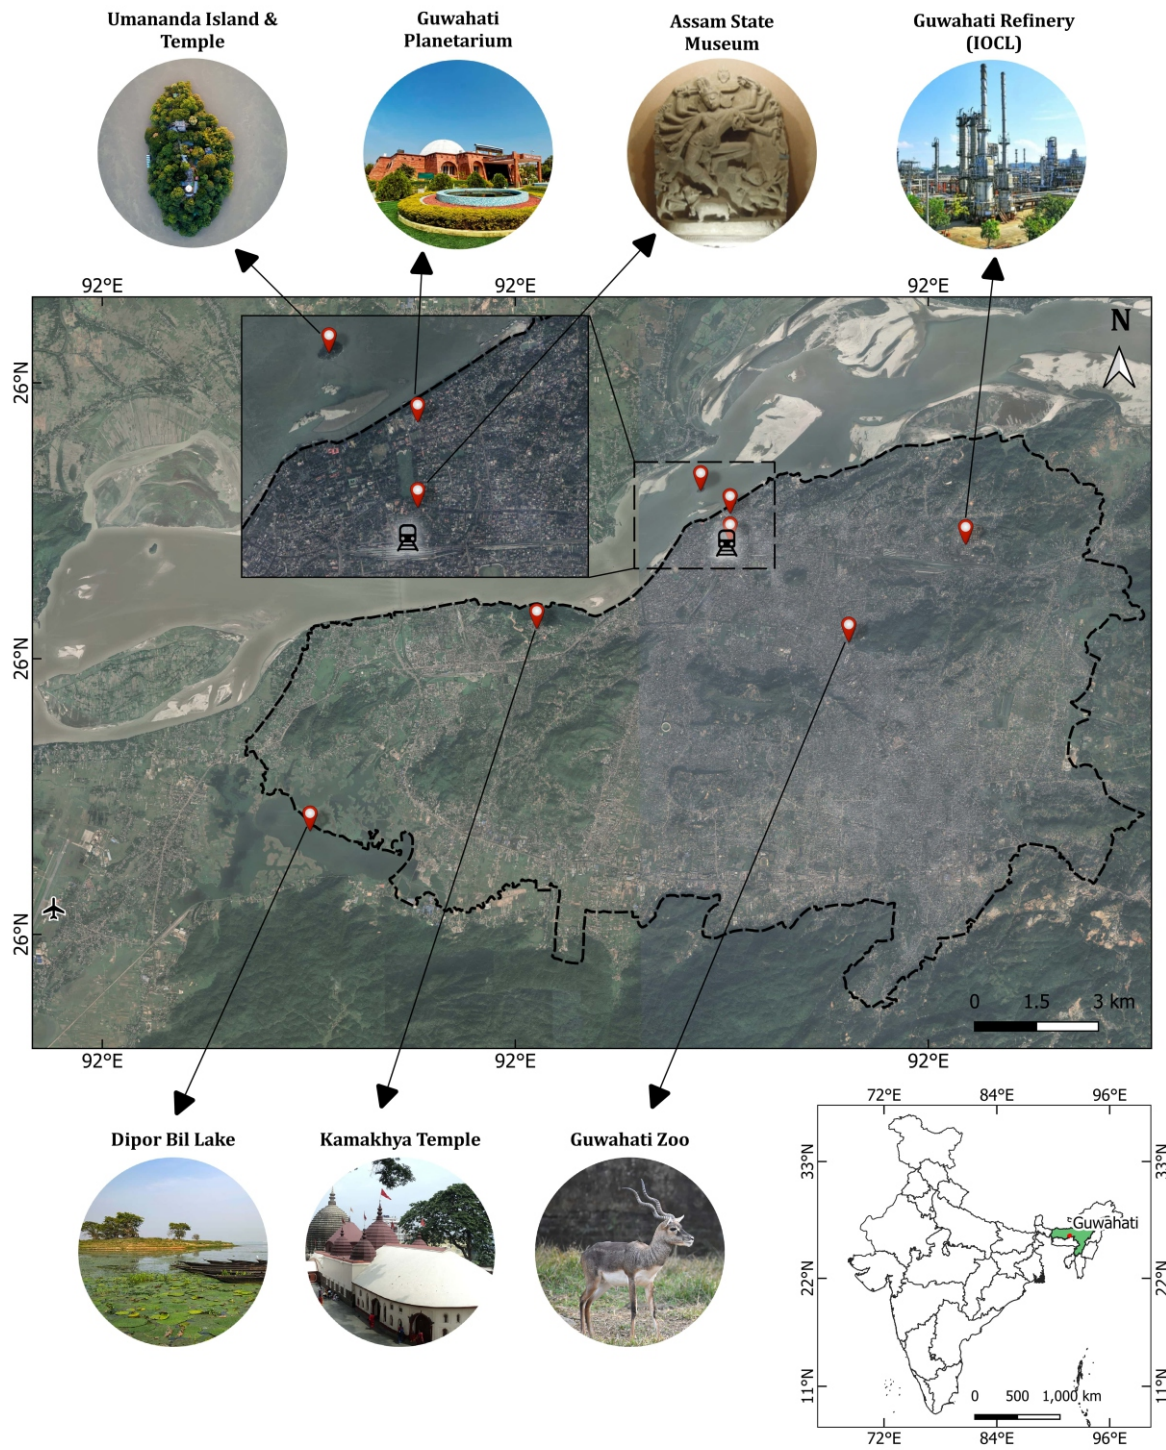 Umananda Island &
Temple
Guwahati
Planetarium
Assam State
Museum
Guwahati Refinery
(IOCL)
92°E
92°E
92°E
26°N
26°N
26°N
N
0 1.5 3 km
92°E
92°E
92°E
Dipor Bil Lake
Kamakhya Temple
Guwahati Zoo
72°E
84°E
96°E
33°N
33°N
Guwahati
22°N
22°N
11°N
11°N
0 500 1,000 km
72°E
84°E
96°E